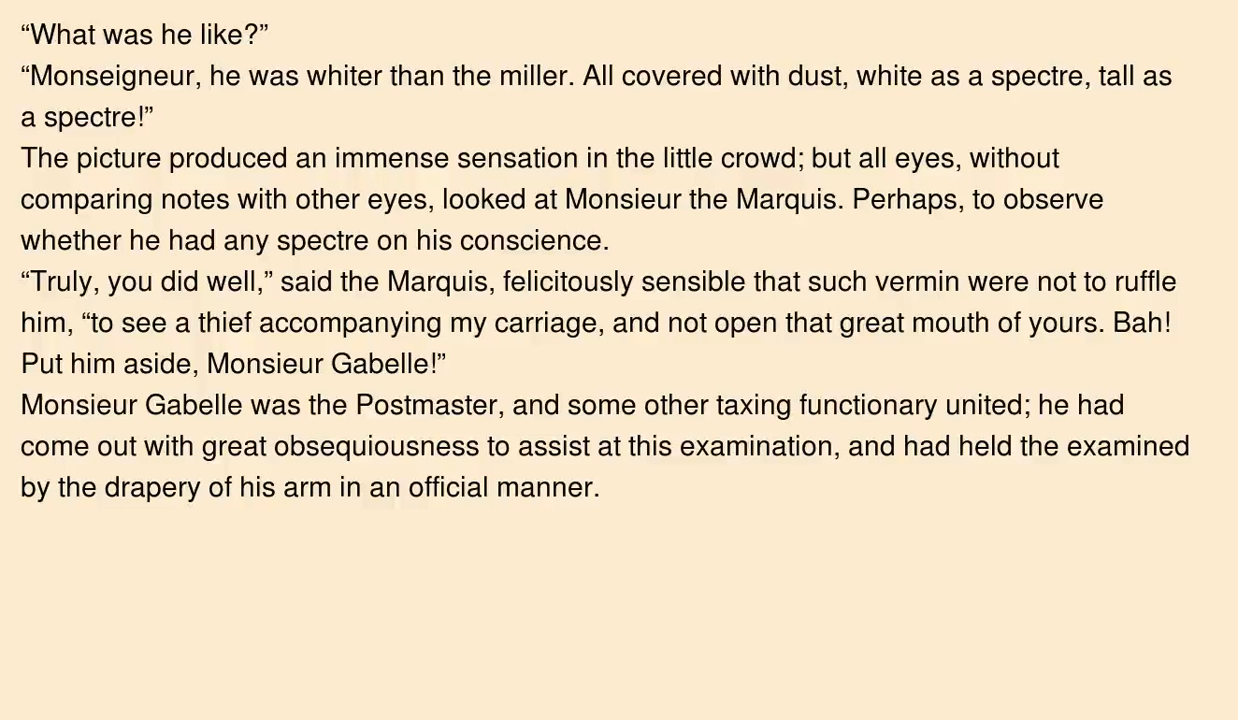 “What was he like?”
“Monseigneur, he was whiter than the miller. All covered with dust, white as a spectre, tall as
a spectre!”
The picture produced an immense sensation in the little crowd; but all eyes, without
comparing notes with other eyes, looked at Monsieur the Marquis. Perhaps, to observe
whether he had any spectre on his conscience.
“Truly, you did well,” said the Marquis, felicitously sensible that such vermin were not to ruffle
him, “to see a thief accompanying my carriage, and not open that great mouth of yours. Bah!
Put him aside, Monsieur Gabelle!”
Monsieur Gabelle was the Postmaster, and some other taxing functionary united; he had
come out with great obsequiousness to assist at this examination, and had held the examined
by the drapery of his arm in an official manner.